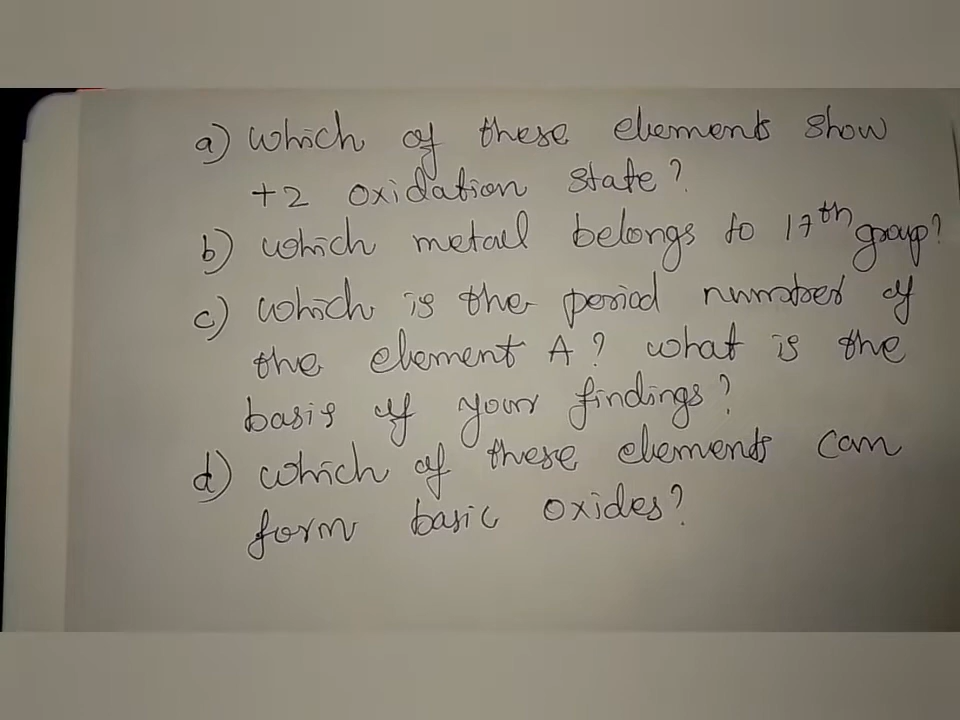 a) which of these elements show
+2 oxidation state?
b) which metal belongs to 17th group?
c) which is the period number of
the element A? what is the
basis of your findings?
d) which of these elements can
form basic oxides?